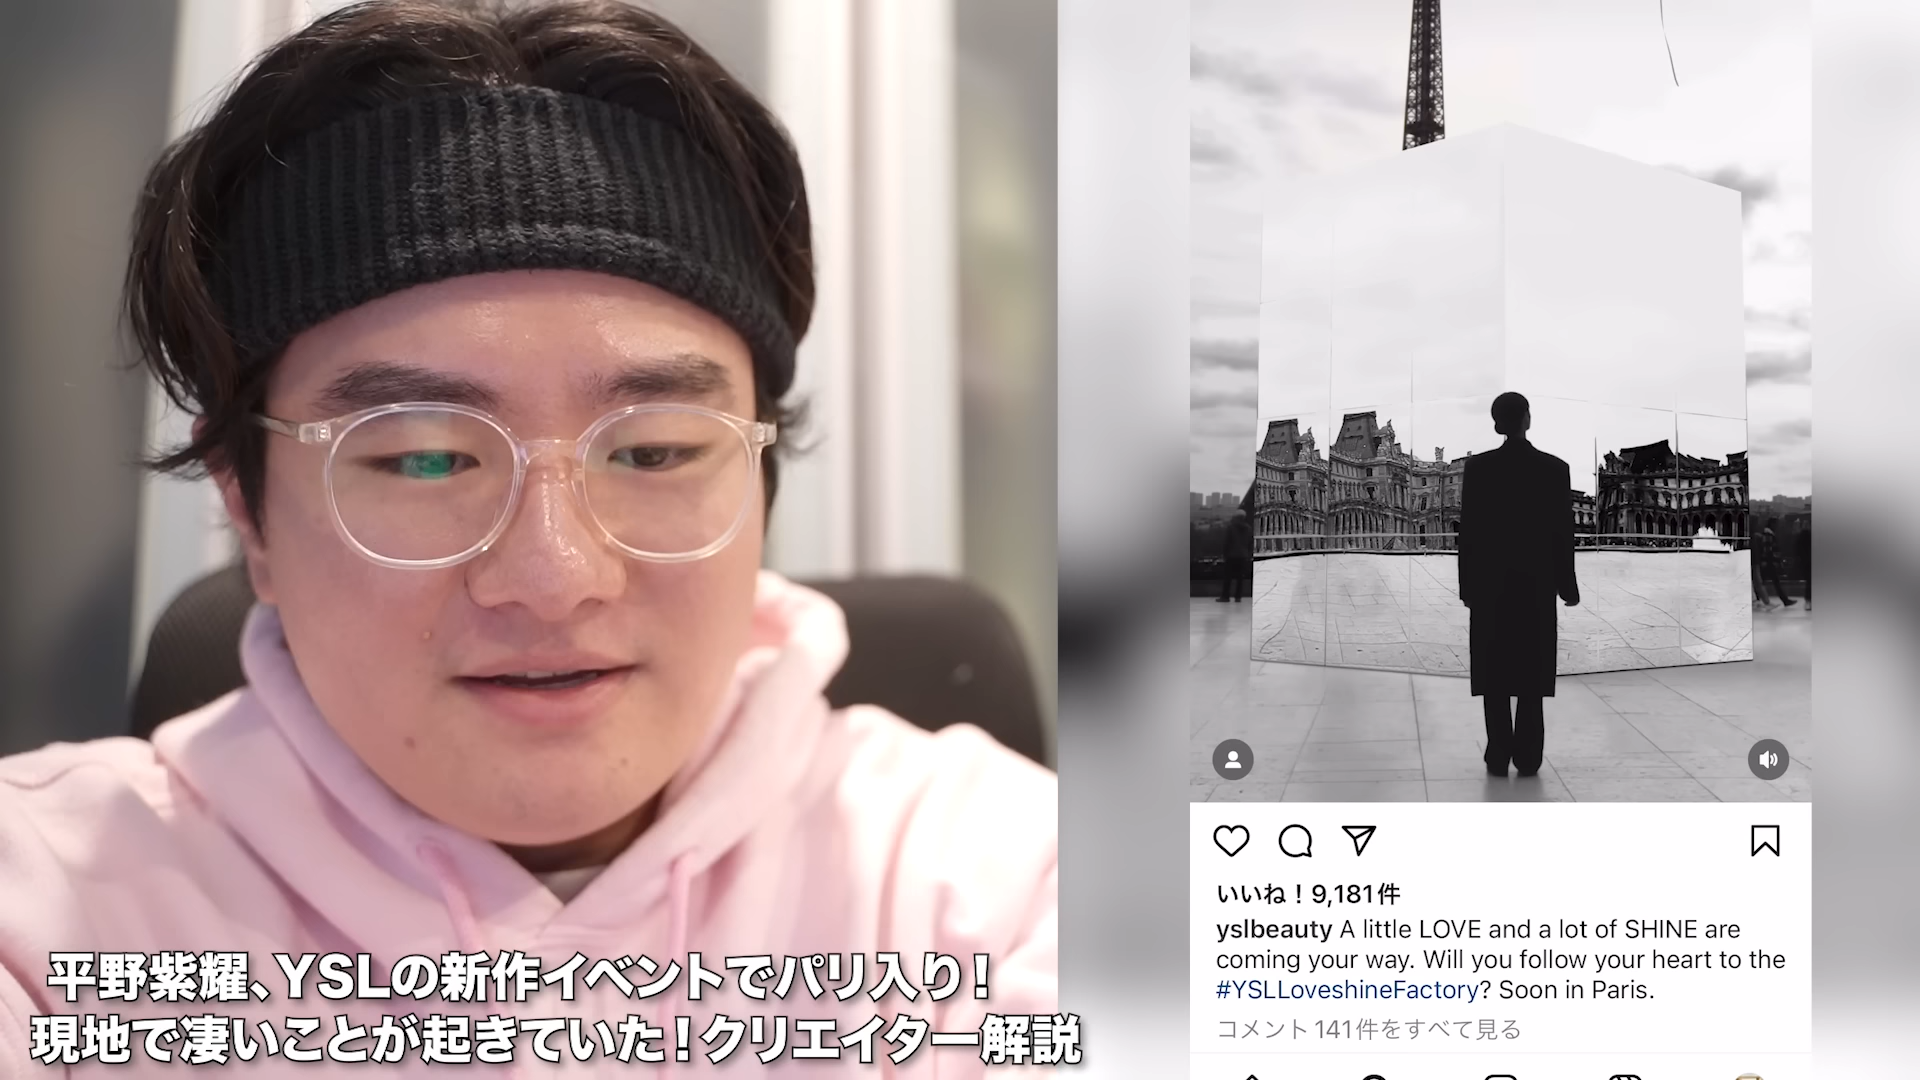 平野紫耀、YSLの新作イベントでパリ入り！
現地で凄いことが起きていた！クリエイター解説
いいね！9,181件
yslbeauty A little LOVE and a lot of SHINE are
coming your way. Will you follow your heart to the
#YSLLoveshineFactory? Soon in Paris.
コメント141件をすべて見る